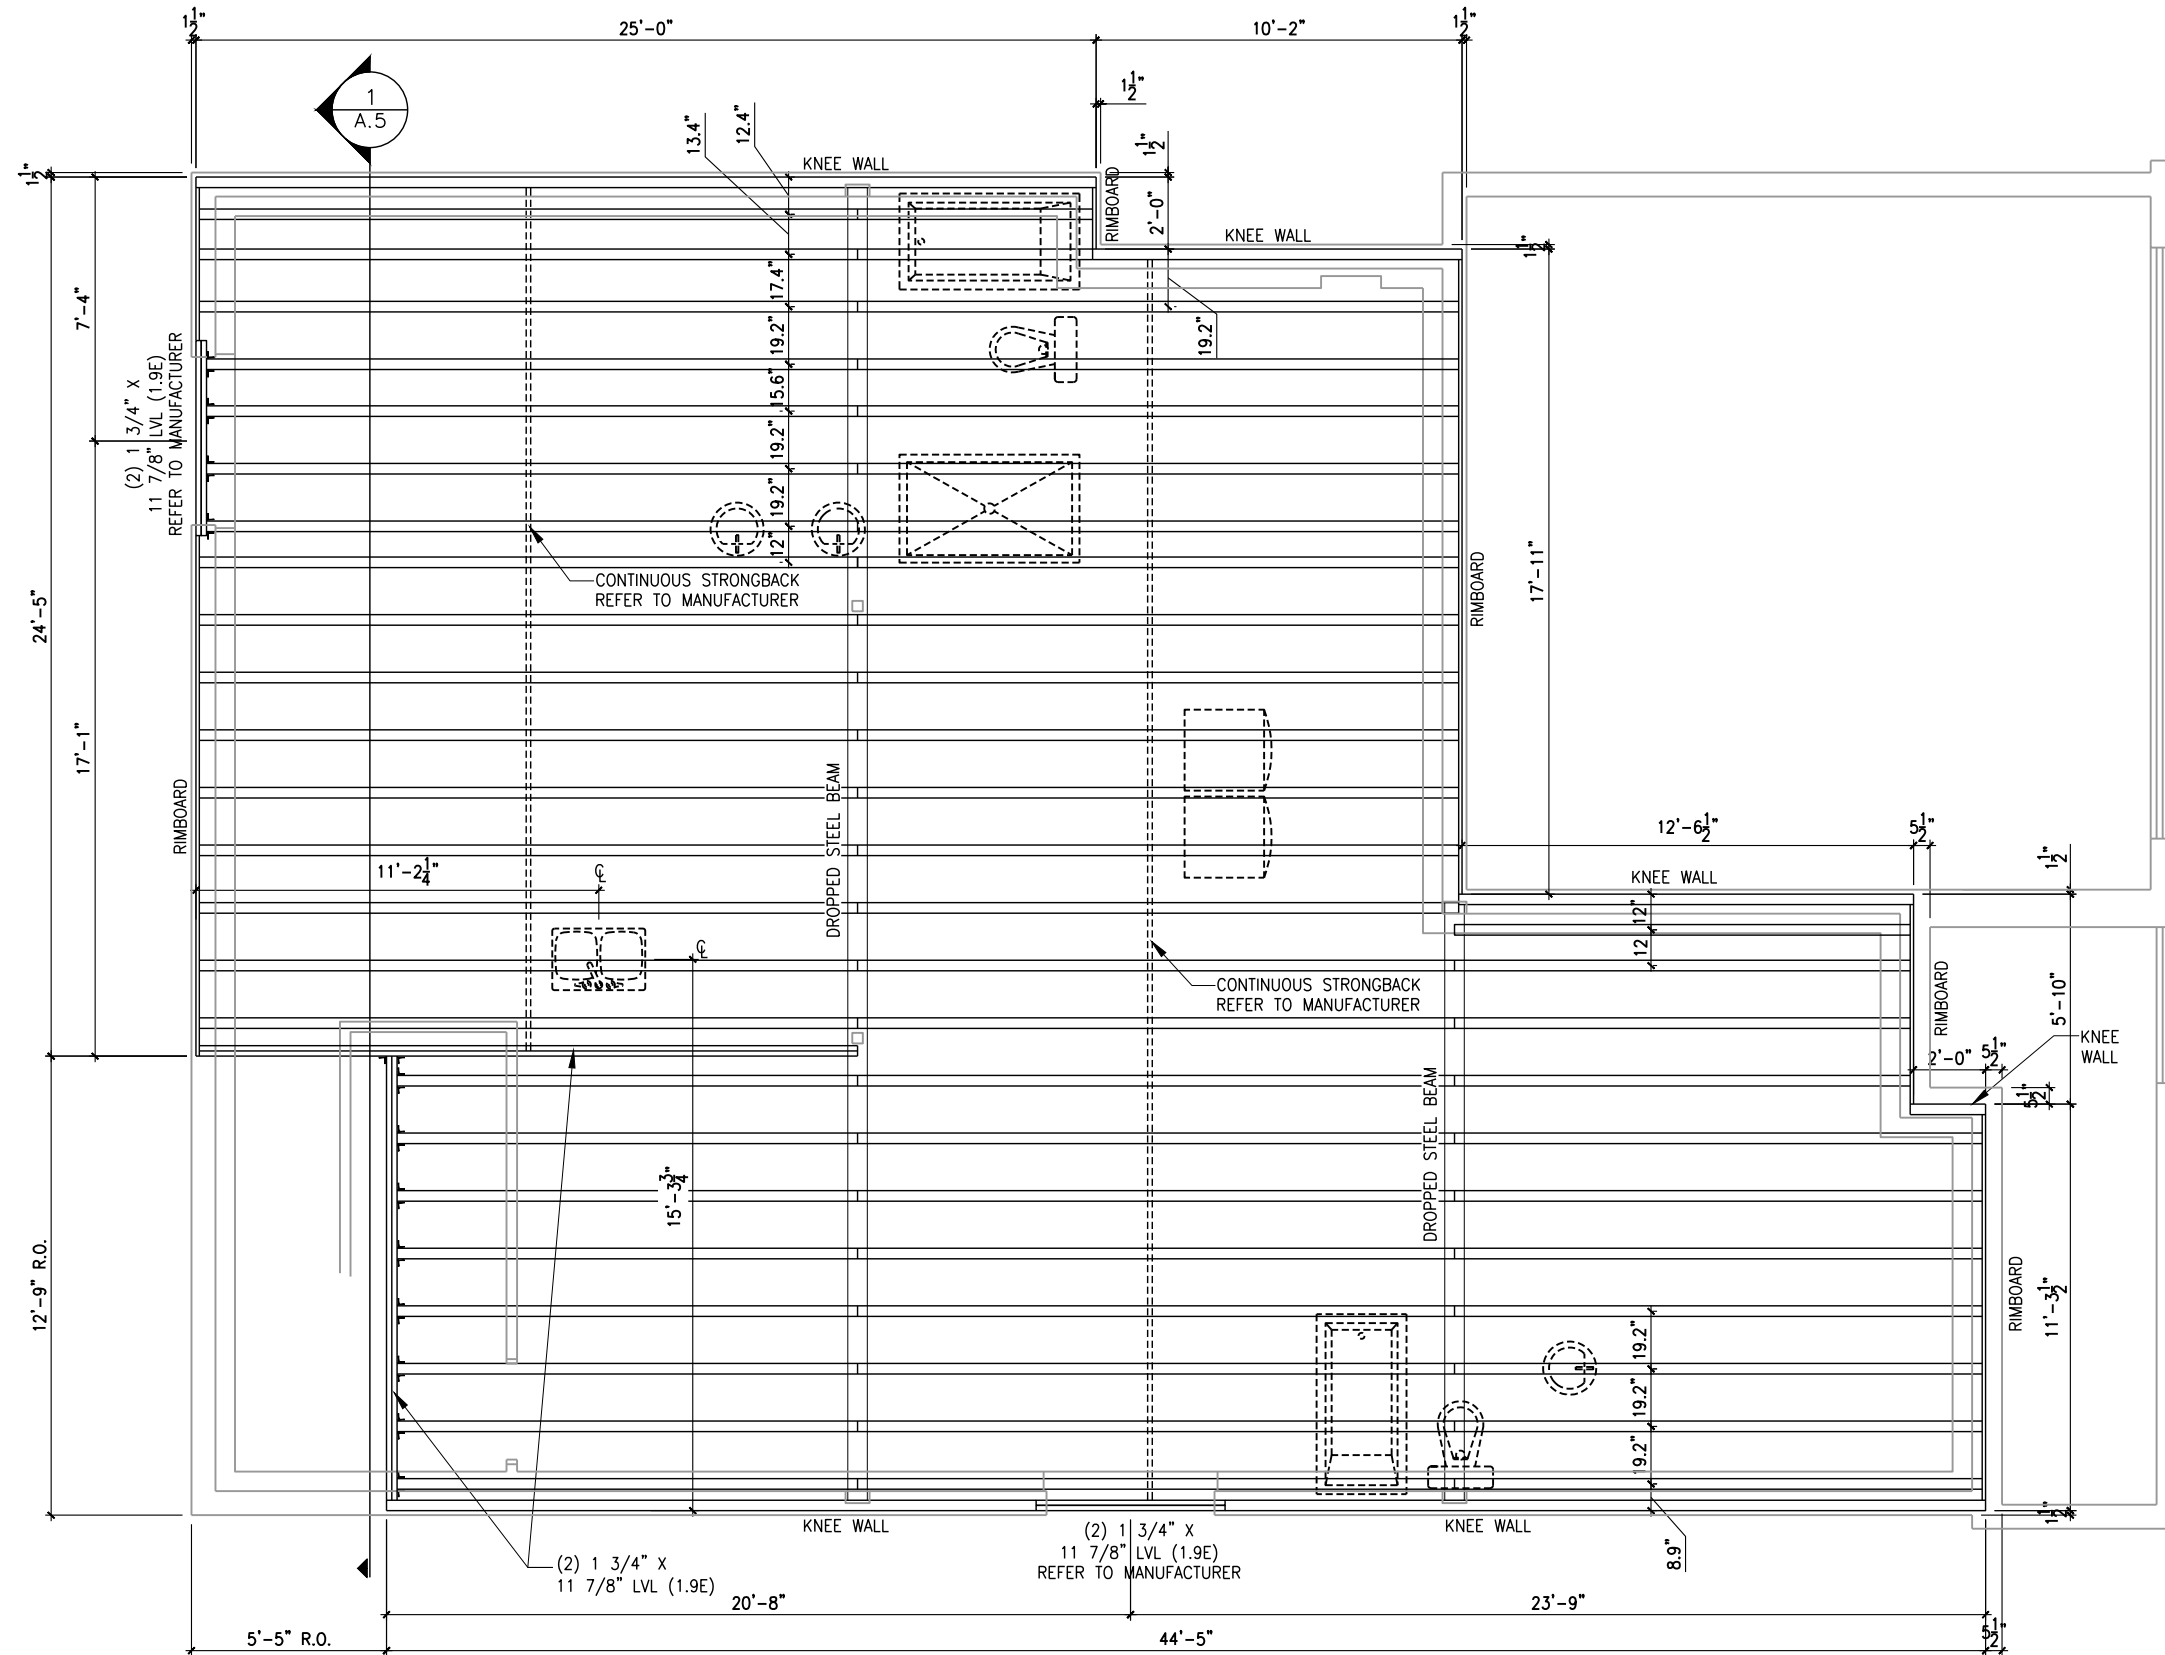 1 1/2"
25'-0"
10'-2"
1 1/2"
1
A.5
1 1/2"
13.4"
12.4"
KNEE WALL
1 1/2"
1 1/2"
RIMBOARD
2'-0"
KNEE WALL
1 1/2"
7'-4"
17.4"
19.2"
19.2"
15.6"
19.2"
19.2"
12"
(2) 1 3/4" X
11 7/8" LVL (1.9E)
REFER TO MANUFACTURER
CONTINUOUS STRONGBACK
REFER TO MANUFACTURER
24'-5"
17'-1"
RIMBOARD
17'-11"
RIMBOARD
DROPPED STEEL BEAM
11'-2 1/4"
℄
℄
12'-6 1/2"
5 1/2"
1 1/2"
KNEE WALL
12"
12
CONTINUOUS STRONGBACK
REFER TO MANUFACTURER
RIMBOARD
5'-10"
KNEE
WALL
2'-0"
5 1/2"
5 1/2"
DROPPED STEEL BEAM
15'-3 3/4"
12'-9" R.O.
19.2"
19.2"
19.2"
RIMBOARD
11'-3 1/2"
1 1/2"
KNEE WALL
(2) 1 3/4" X
11 7/8" LVL (1.9E)
REFER TO MANUFACTURER
KNEE WALL
8.9"
(2) 1 3/4" X
11 7/8" LVL (1.9E)
20'-8"
23'-9"
5'-5" R.O.
44'-5"
5 1/2"